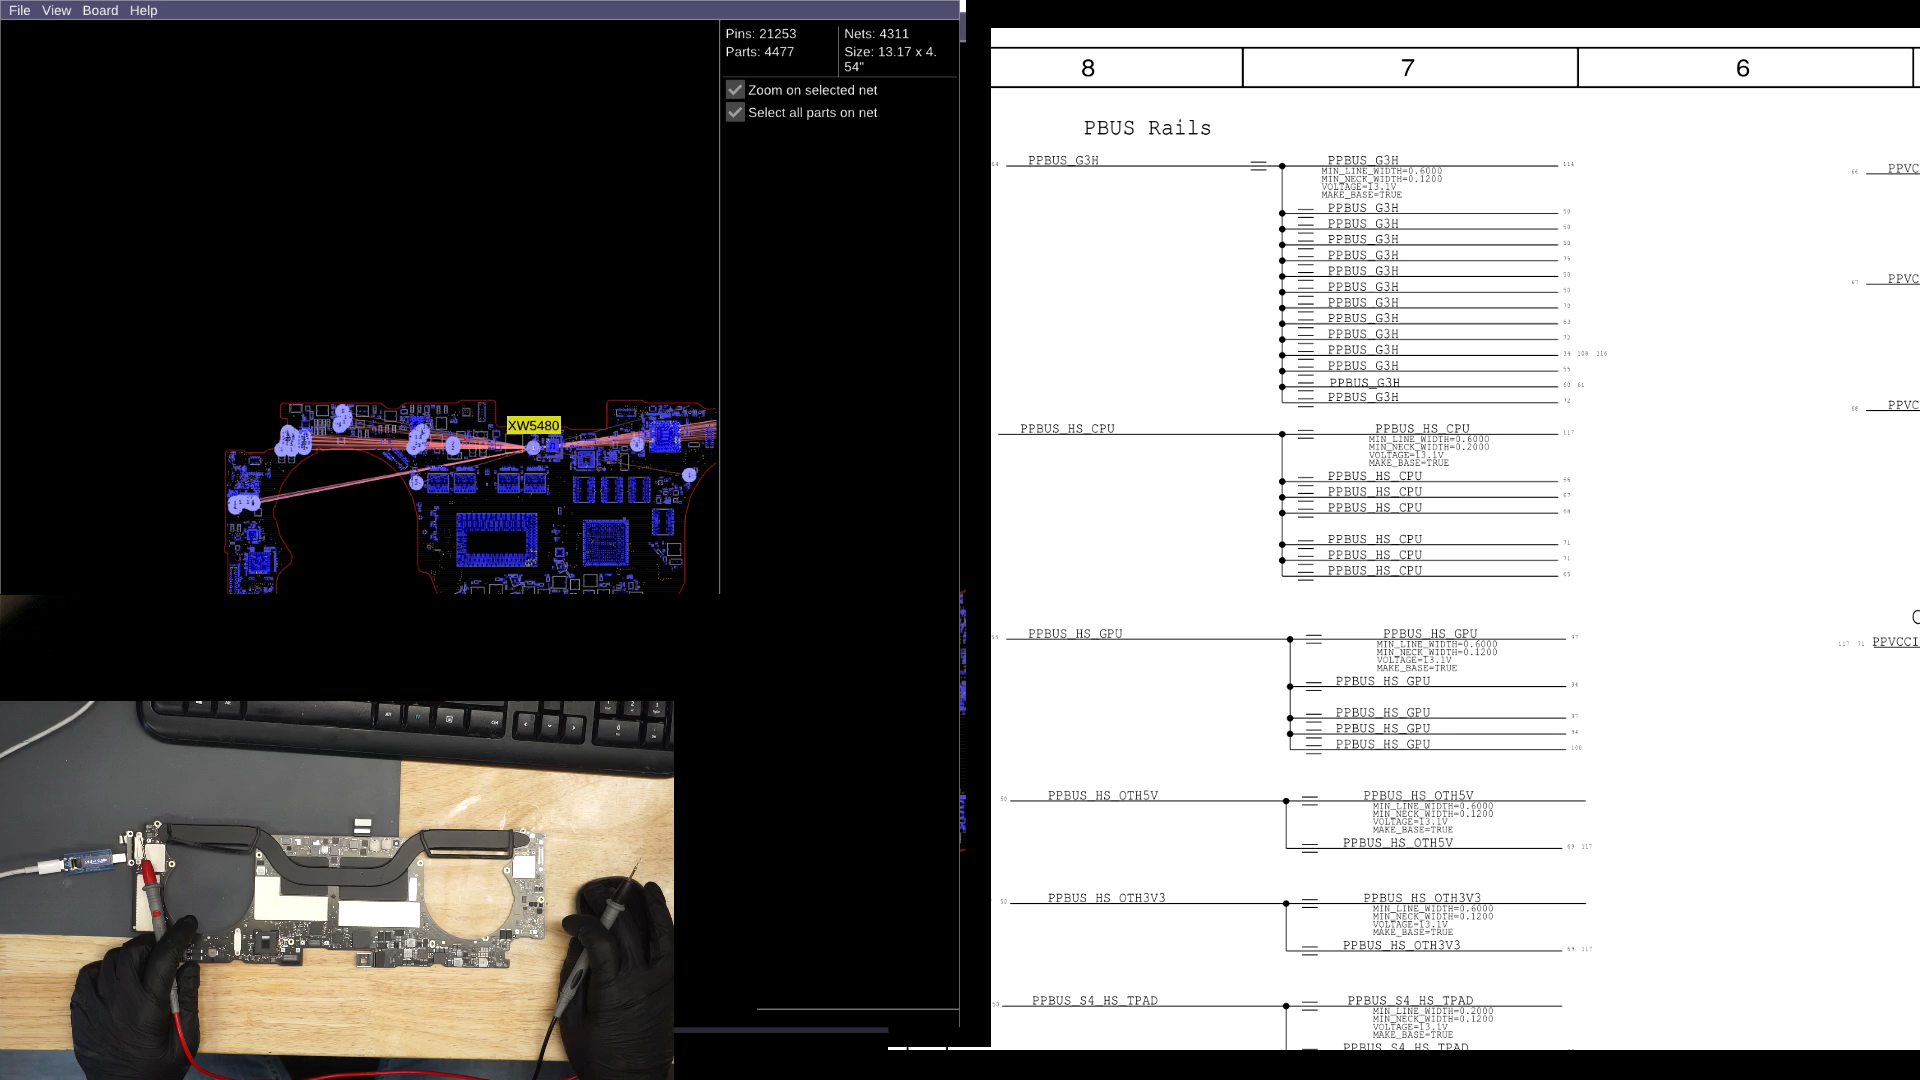 File View Board Help
Pins: 21253
Parts: 4477
Nets: 4311
Size: 13.17 x 4.
54"
Zoom on selected net
Select all parts on net
XW5480
8
7
6
PBUS Rails
PPBUS_G3H
PPBUS_G3H
MIN_LINE_WIDTH=0.6000
MIN_NECK_WIDTH=0.1200
VOLTAGE=13.1V
MAKE_BASE=TRUE
114
PPBUS_G3H
PPBUS_G3H
PPBUS_G3H
PPBUS_G3H
PPBUS_G3H
PPBUS_G3H
PPBUS_G3H
PPBUS_G3H
PPBUS_G3H
PPBUS_G3H
PPBUS_G3H
PPBUS_G3H
PPBUS_G3H
PPBUS_HS_CPU
PPBUS_HS_CPU
MIN_LINE_WIDTH=0.6000
MIN_NECK_WIDTH=0.2000
VOLTAGE=13.1V
MAKE_BASE=TRUE
117
PPBUS_HS_CPU
PPBUS_HS_CPU
PPBUS_HS_CPU
PPBUS_HS_CPU
PPBUS_HS_CPU
PPBUS_HS_CPU
PPBUS_HS_GPU
PPBUS_HS_GPU
MIN_LINE_WIDTH=0.6000
MIN_NECK_WIDTH=0.1200
VOLTAGE=13.1V
MAKE_BASE=TRUE
PPBUS_HS_GPU
PPBUS_HS_GPU
PPBUS_HS_GPU
PPBUS_HS_GPU
PPBUS_HS_OTH5V
PPBUS_HS_OTH5V
MIN_LINE_WIDTH=0.6000
MIN_NECK_WIDTH=0.1200
VOLTAGE=13.1V
MAKE_BASE=TRUE
PPBUS_HS_OTH5V
PPBUS_HS_OTH3V3
PPBUS_HS_OTH3V3
MIN_LINE_WIDTH=0.6000
MIN_NECK_WIDTH=0.1200
VOLTAGE=13.1V
MAKE_BASE=TRUE
PPBUS_HS_OTH3V3
PPBUS_S4_HS_TPAD
PPBUS_S4_HS_TPAD
MIN_LINE_WIDTH=0.2000
MIN_NECK_WIDTH=0.1200
VOLTAGE=13.1V
MAKE_BASE=TRUE
PPBUS_S4_HS_TPAD
PPVC
PPVC
PPVC
PPVCCI